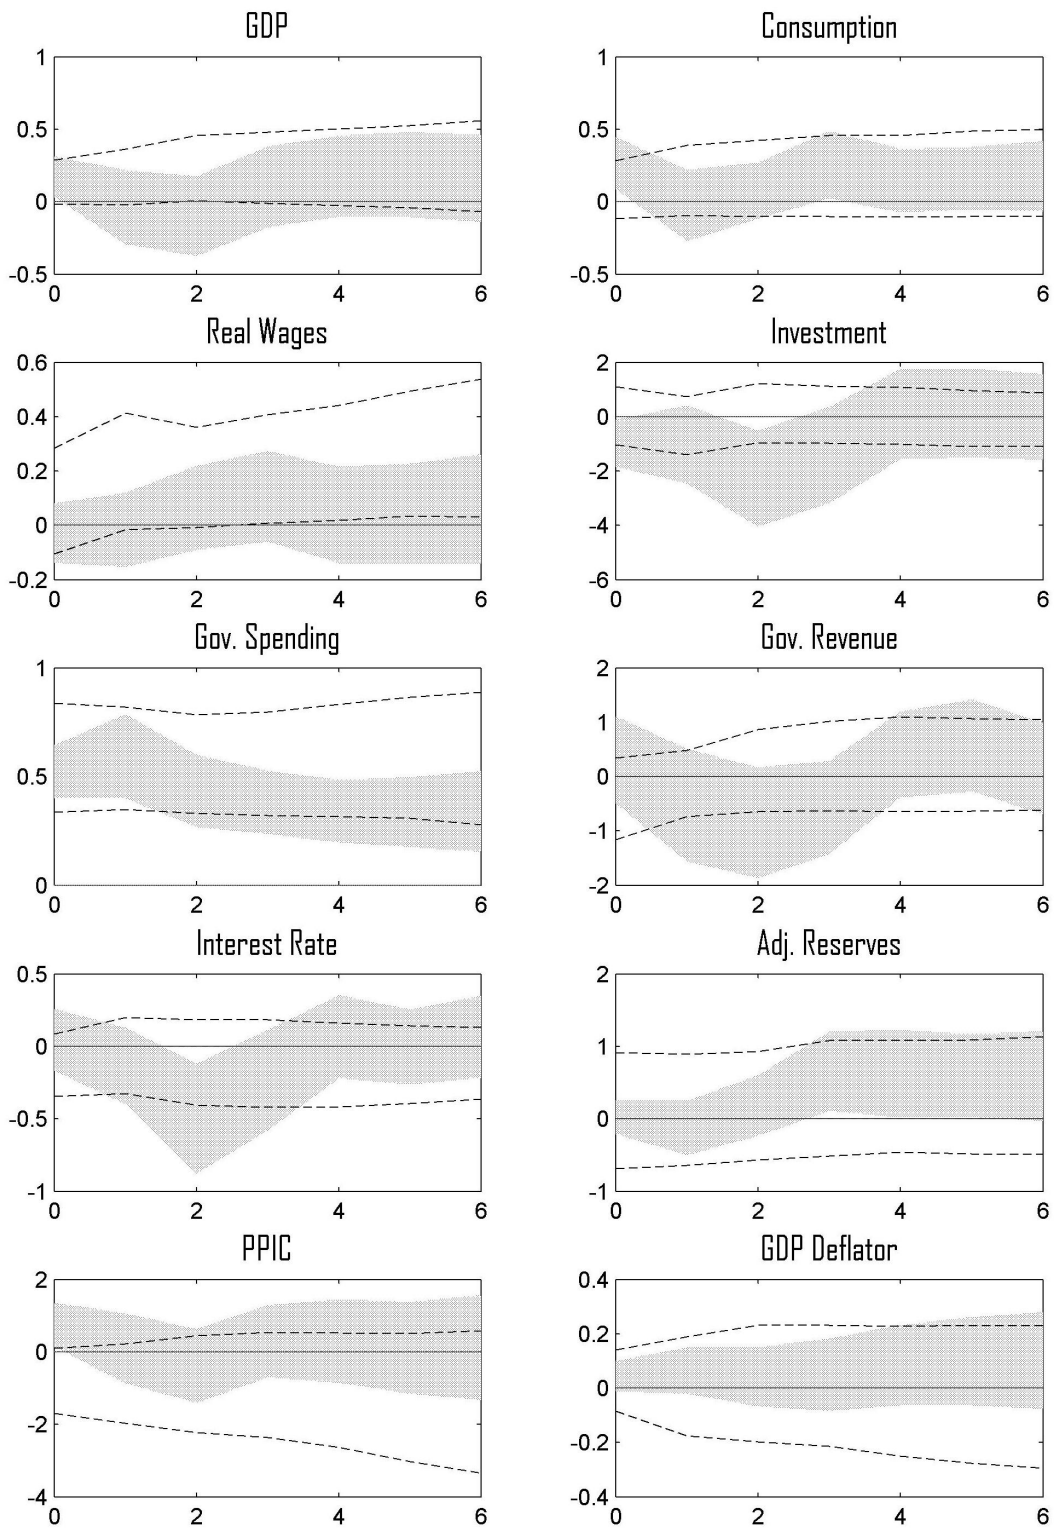 GDP
1
0.5
0
-0.5
0 2 4 6
Consumption
1
0.5
0
-0.5
0 2 4 6
Real Wages
0.6
0.4
0.2
0
-0.2
0 2 4 6
Investment
2
0
-2
-4
-6
0 2 4 6
Gov. Spending
1
0.5
0
0 2 4 6
Gov. Revenue
2
1
0
-1
-2
0 2 4 6
Interest Rate
0.5
0
-0.5
-1
0 2 4 6
Adj. Reserves
2
1
0
-1
0 2 4 6
PPIC
2
0
-2
-4
0 2 4 6
GDP Deflator
0.4
0.2
0
-0.2
-0.4
0 2 4 6